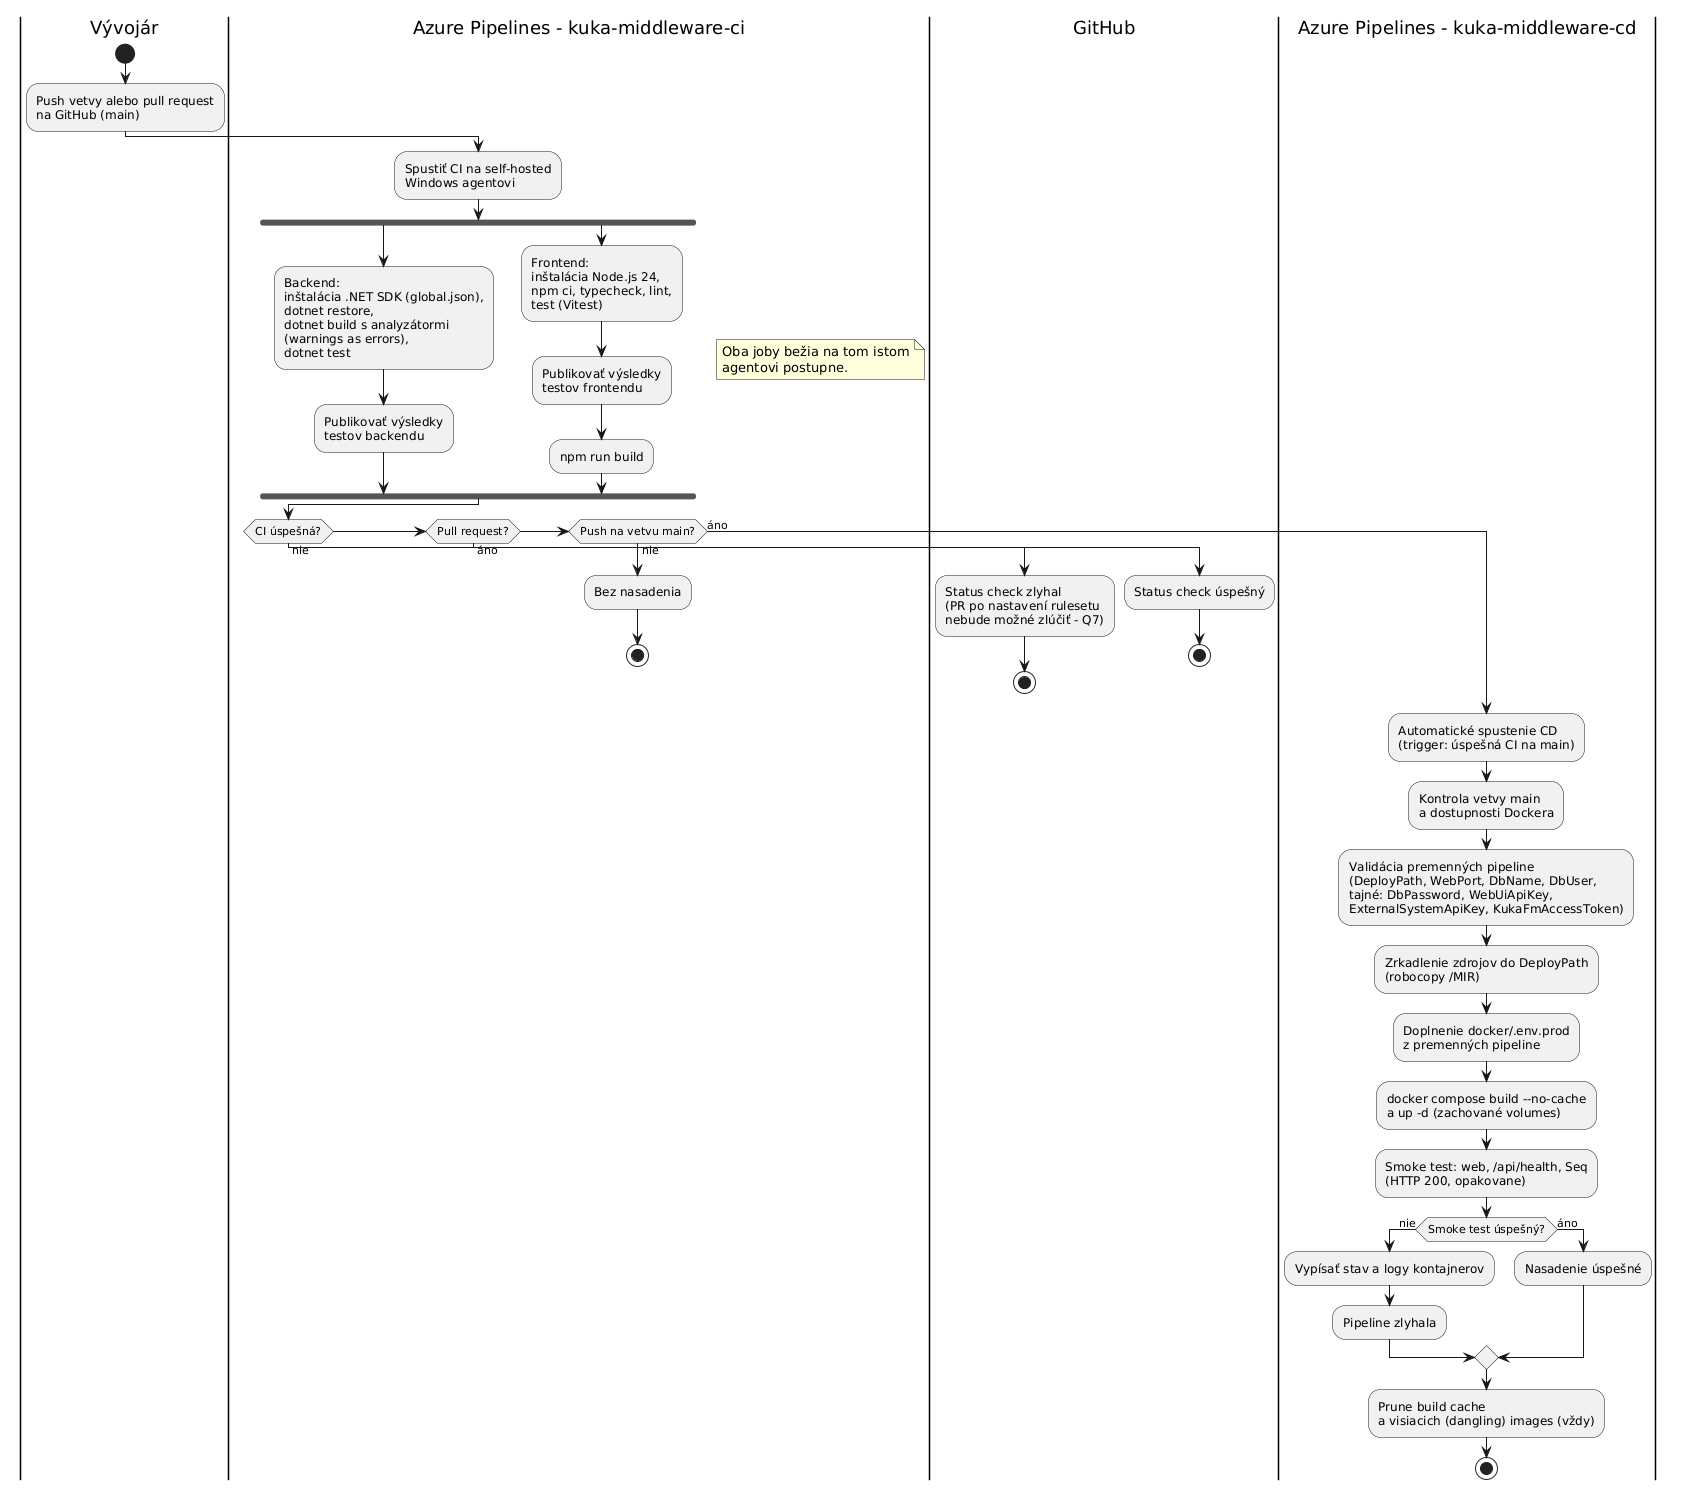 Vývojár
Azure Pipelines - kuka-middleware-ci
GitHub
Azure Pipelines - kuka-middleware-cd
Push vetvy alebo pull request
na GitHub (main)
Spustiť CI na self-hosted
Windows agentovi
Backend:
inštalácia .NET SDK (global.json),
dotnet restore,
dotnet build s analyzátormi
(warnings as errors),
dotnet test
Publikovať výsledky
testov backendu
Frontend:
inštalácia Node.js 24,
npm ci, typecheck, lint,
test (Vitest)
Publikovať výsledky
testov frontendu
npm run build
Oba joby bežia na tom istom
agentovi postupne.
CI úspešná?
nie
Pull request?
áno
Push na vetvu main?
áno
nie
Bez nasadenia
Status check zlyhal
(PR po nastavení rulesetu
nebude možné zlúčiť - Q7)
Status check úspešný
Automatické spustenie CD
(trigger: úspešná CI na main)
Kontrola vetvy main
a dostupnosti Dockera
Validácia premenných pipeline
(DeployPath, WebPort, DbName, DbUser,
tajné: DbPassword, WebUiApiKey,
ExternalSystemApiKey, KukaFmAccessToken)
Zrkadlenie zdrojov do DeployPath
(robocopy /MIR)
Doplnenie docker/.env.prod
z premenných pipeline
docker compose build --no-cache
a up -d (zachované volumes)
Smoke test: web, /api/health, Seq
(HTTP 200, opakovane)
nie
Smoke test úspešný?
áno
Vypísať stav a logy kontajnerov
Nasadenie úspešné
Pipeline zlyhala
Prune build cache
a visiacich (dangling) images (vždy)